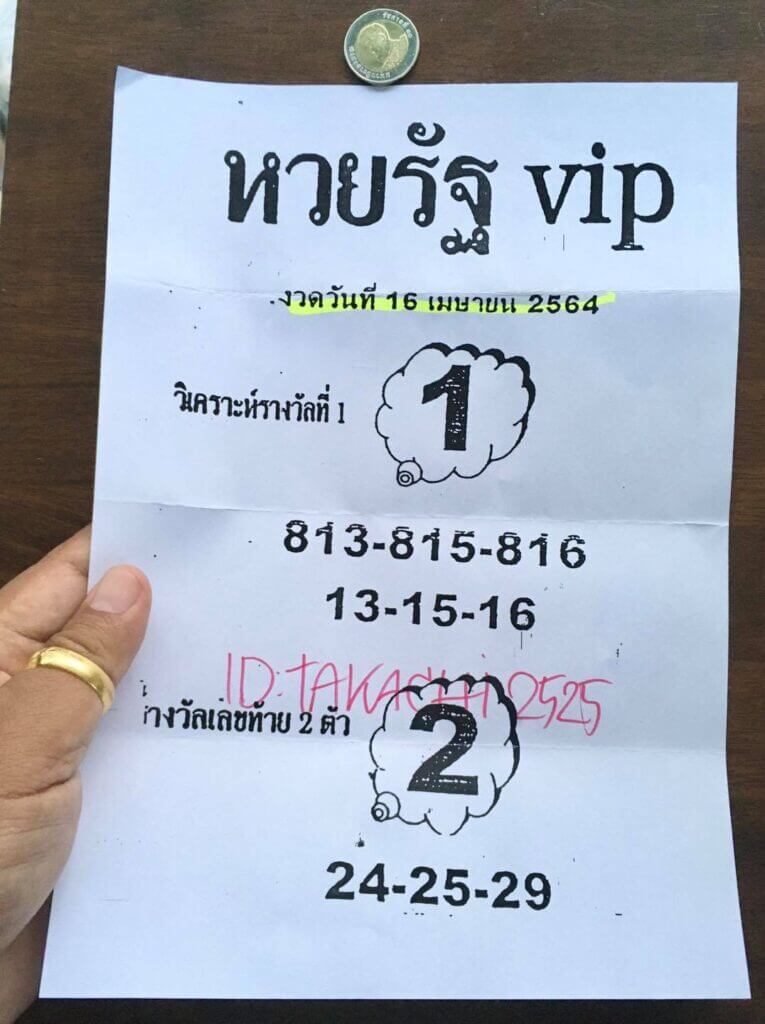 หวยรัฐ vip
งวดวันที่ 16 เมษายน 2564
วิเคราะห์รางวัลที่ 1
1
813-815-816
13-15-16
ID:TAKACHi2525
รางวัลเลขท้าย 2 ตัว
2
24-25-29